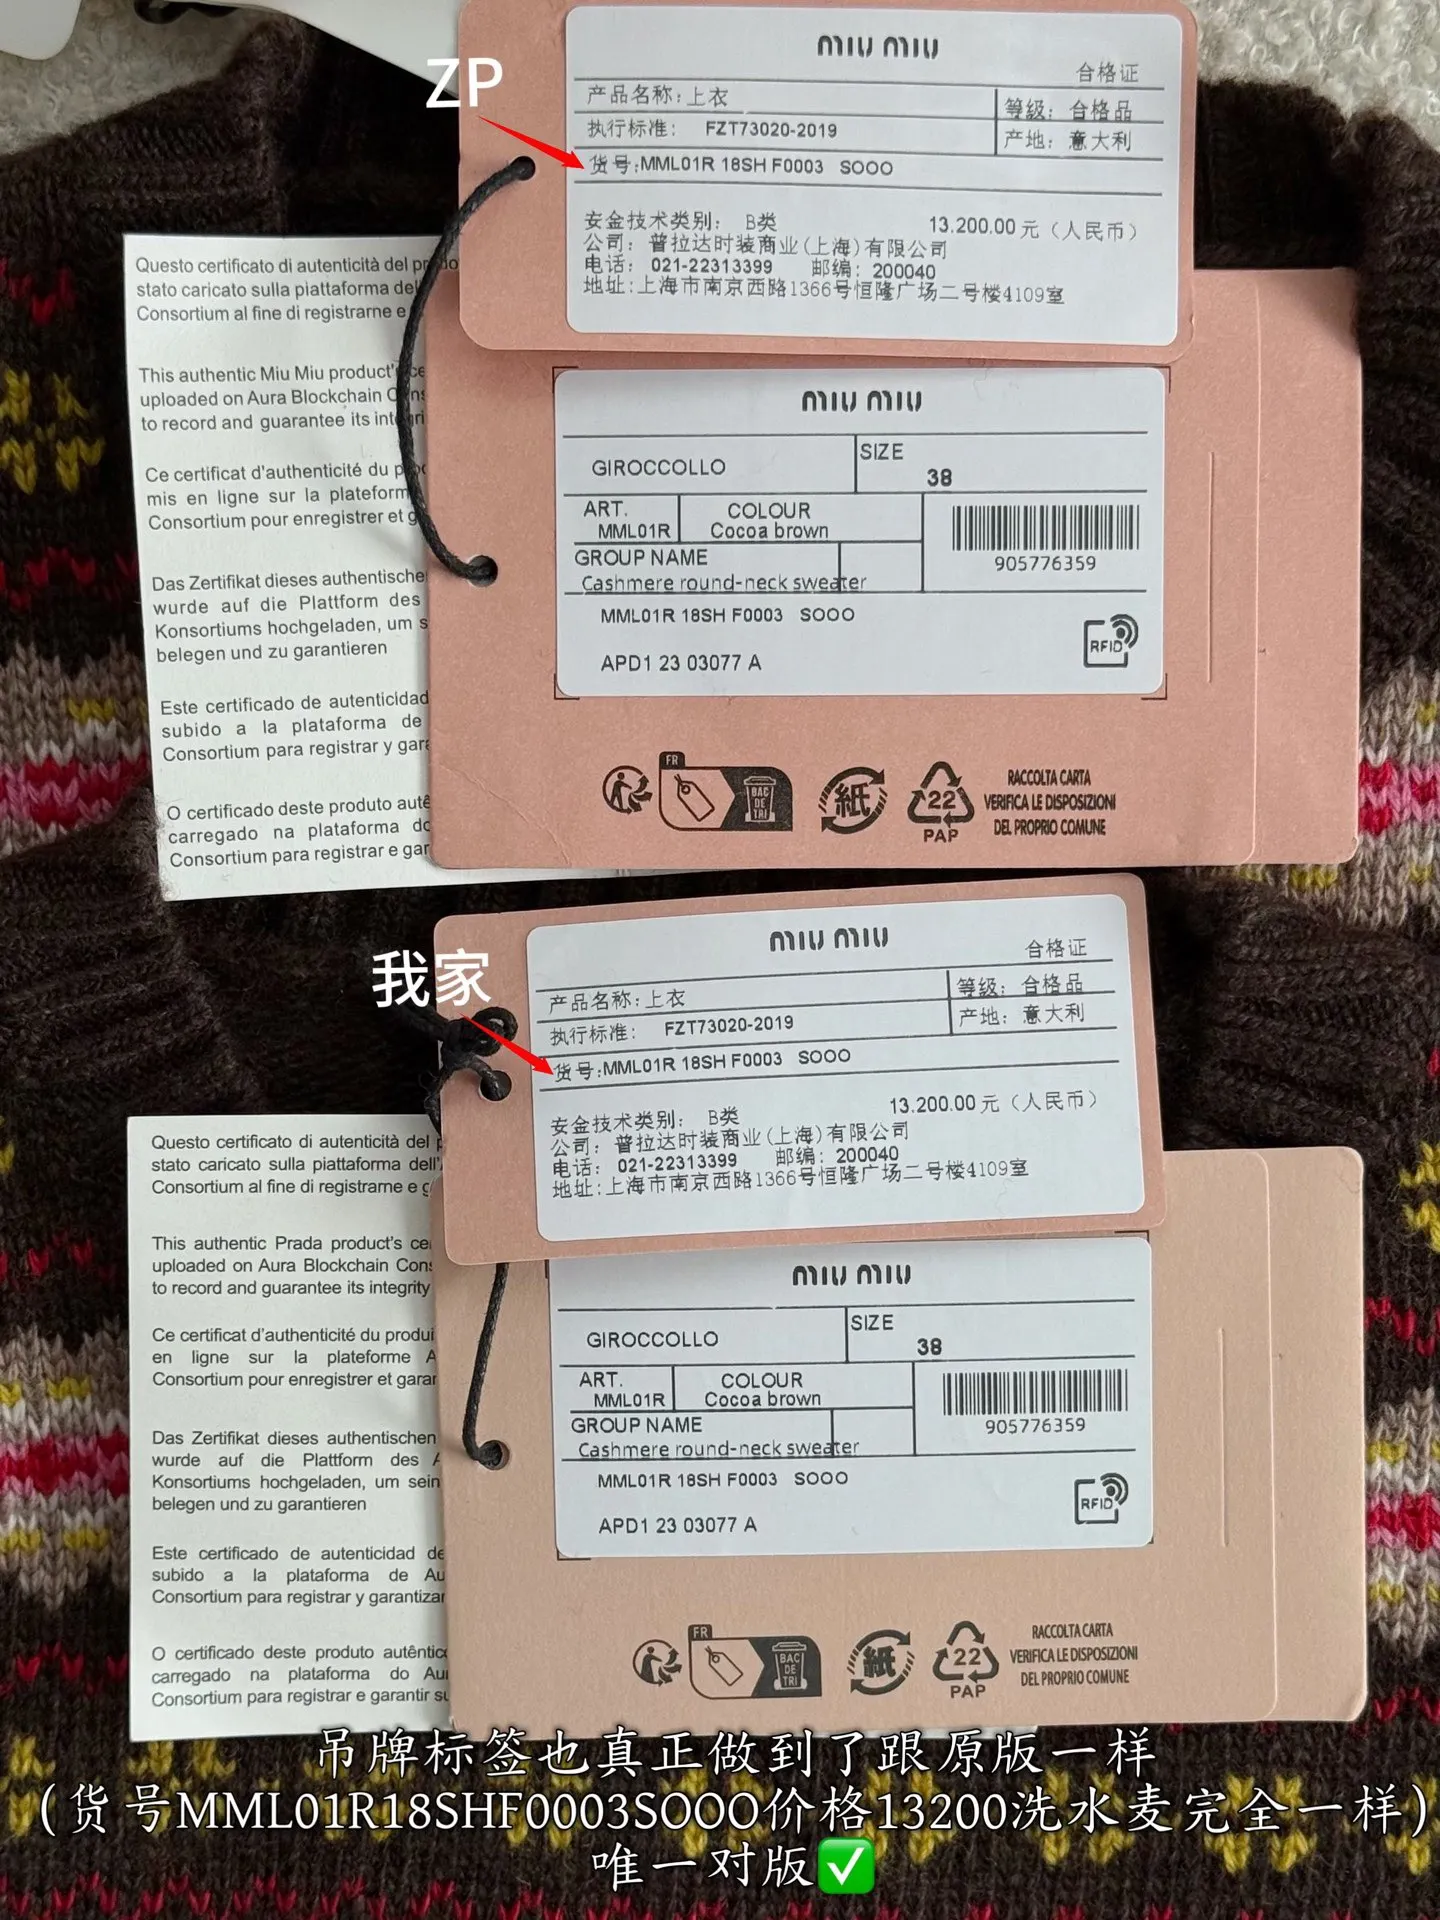 ZP
miu miu
合格证
产品名称：上衣
等级： 合格品
执行标准： FZT73020-2019
产地： 意大利
货号:MML01R 18SH F0003 SOOO
安金技术类别： B类
13.200.00元（人民币）
公司： 普拉达时装商业(上海)有限公司
电话： 021-22313399 邮编：200040
地址:上海市南京西路1366号恒隆广场二号楼4109室
Questo certificato di autenticità del prodo
stato caricato sulla piattaforma del
Consortium al fine di registrarne e
This authentic Miu Miu product's ce
uploaded on Aura Blockchain Cons
to record and guarantee its integri
Ce certificat d'authenticité du proc
mis en ligne sur la plateform
Consortium pour enregistrer et g
Das Zertifikat dieses authentische
wurde auf die Plattform des
Konsortiums hochgeladen, um s
belegen und zu garantieren
Este certificado de autenticidad
subido a la plataforma de
Consortium para registrar y gara
O certificado deste produto autê
carregado na plataforma do
Consortium para registrar e gar
miu miu
GIROCCOLLO
SIZE
38
ART.
MML01R
COLOUR
Cocoa brown
905776359
GROUP NAME
Cashmere round-neck sweater
MML01R 18SH F0003 SOOO
RFID
APD1 23 03077 A
FR
BAC
DE
TRI
紙
22
PAP
RACCOLTA CARTA
VERIFICA LE DISPOSIZIONI
DEL PROPRIO COMUNE
我家
miu miu
合格证
产品名称：上衣
等级： 合格品
执行标准： FZT73020-2019
产地： 意大利
货号:MML01R 18SH F0003 SOOO
安金技术类别： B类
13.200.00元（人民币）
公司： 普拉达时装商业(上海)有限公司
电话： 021-22313399 邮编：200040
地址:上海市南京西路1366号恒隆广场二号楼4109室
Questo certificato di autenticità del p
stato caricato sulla piattaforma dell'
Consortium al fine di registrarne e g
This authentic Prada product's ce
uploaded on Aura Blockchain Cons
to record and guarantee its integrity
Ce certificat d'authenticité du produi
en ligne sur la plateforme A
Consortium pour enregistrer et garan
Das Zertifikat dieses authentischen
wurde auf die Plattform des A
Konsortiums hochgeladen, um sein
belegen und zu garantieren
Este certificado de autenticidad de
subido a la plataforma de Au
Consortium para registrar y garantizar
O certificado deste produto autêntico
carregado na plataforma do Aur
Consortium para registrar e garantir su
miu miu
GIROCCOLLO
SIZE
38
ART.
MML01R
COLOUR
Cocoa brown
905776359
GROUP NAME
Cashmere round-neck sweater
MML01R 18SH F0003 SOOO
RFID
APD1 23 03077 A
FR
BAC
DE
TRI
紙
22
PAP
RACCOLTA CARTA
VERIFICA LE DISPOSIZIONI
DEL PROPRIO COMUNE
吊牌标签也真正做到了跟原版一样
（货号MML01R18SHF0003SOOO价格13200洗水麦完全一样）
唯一对版✅